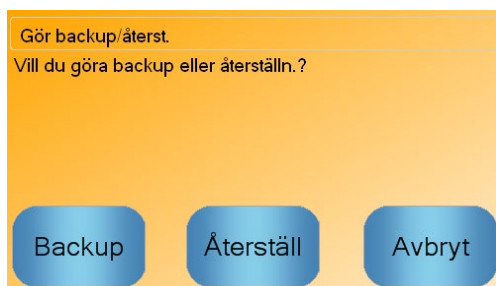 Gör backup/återst.
Vill du göra backup eller återställn.?
Backup Återställ Avbryt